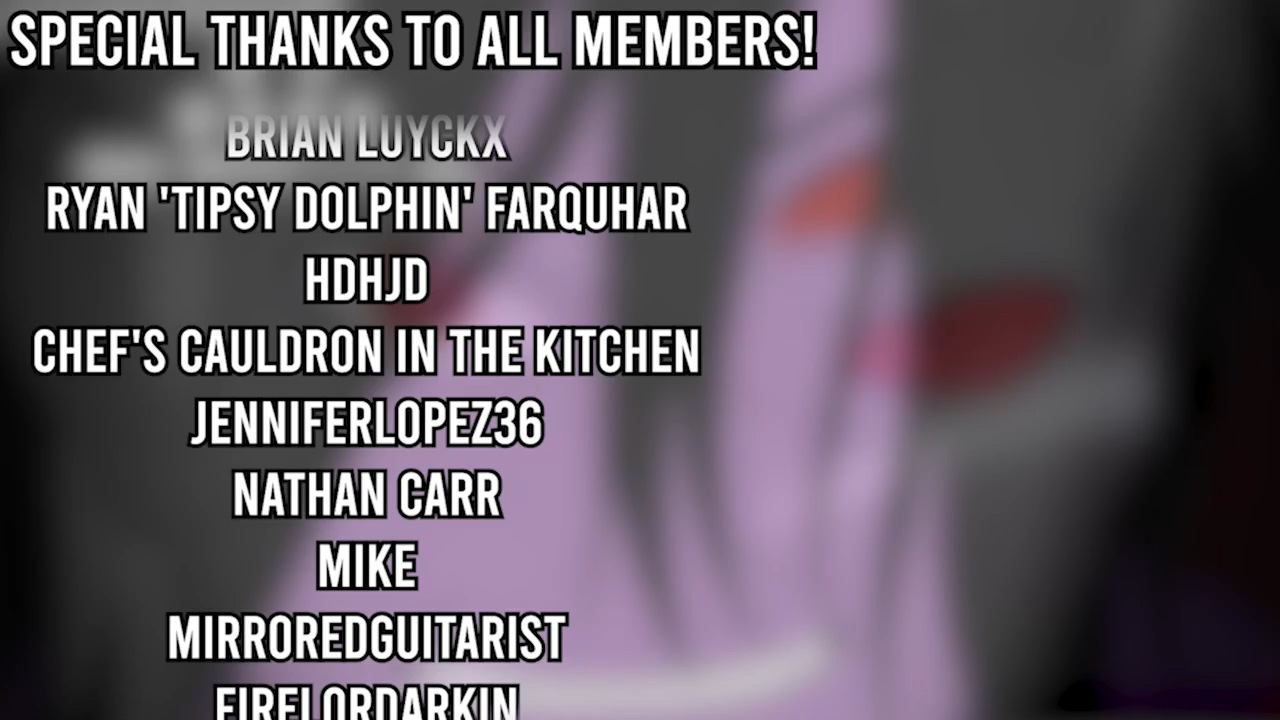 SPECIAL THANKS TO ALL MEMBERS!
BRIAN LUYCKX
RYAN 'TIPSY DOLPHIN' FARQUHAR
HDHJD
CHEF'S CAULDRON IN THE KITCHEN
JENNIFERLOPEZ36
NATHAN CARR
MIKE
MIRROREDGUITARIST
FIRELORDARKIN